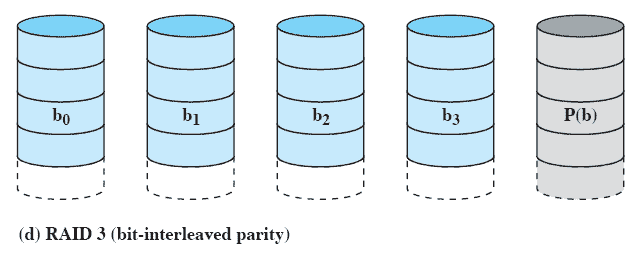 b0 b1 b2 b3 P(b)
(d) RAID 3 (bit-interleaved parity)